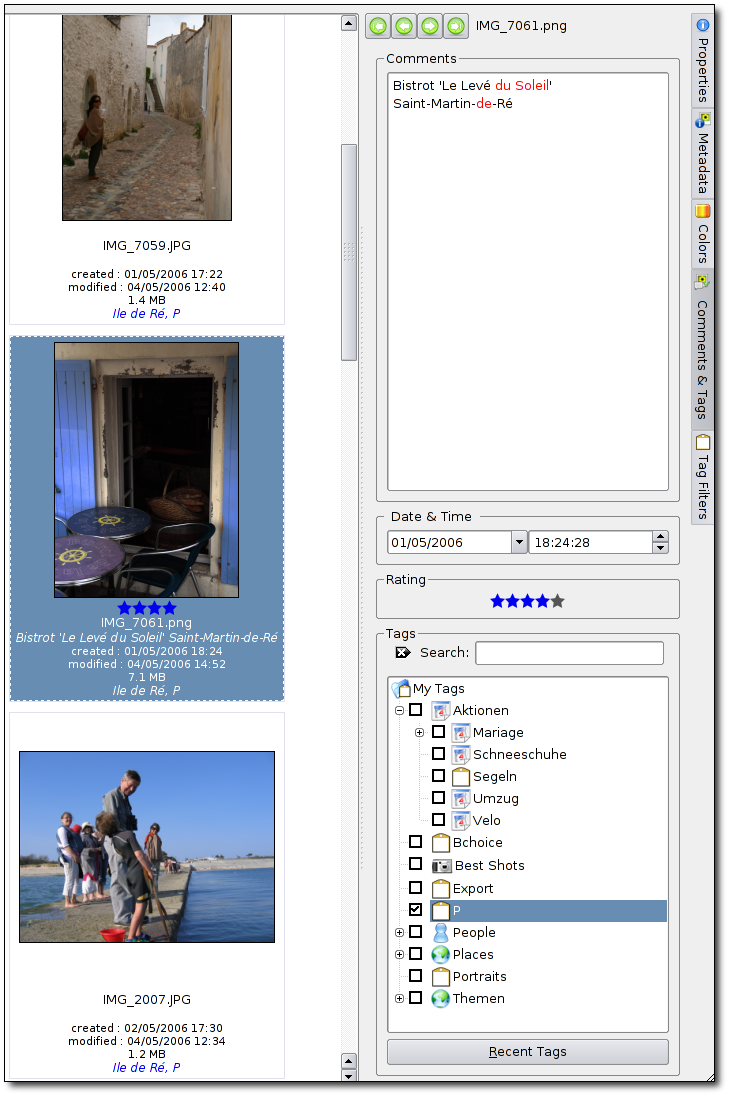 IMG_7059.JPG
created : 01/05/2006 17:22
modified : 04/05/2006 12:40
1.4 MB
Ile de Ré, P
IMG_7061.png
Bistrot 'Le Levé du Soleil' Saint-Martin-de-Ré
created : 01/05/2006 18:24
modified : 04/05/2006 14:52
7.1 MB
Ile de Ré, P
IMG_2007.JPG
created : 02/05/2006 17:30
modified : 04/05/2006 12:34
1.2 MB
Ile de Ré, P
IMG_7061.png
Comments
Bistrot 'Le Levé du Soleil'
Saint-Martin-de-Ré
Date & Time
01/05/2006
18:24:28
Rating
Tags
Search:
My Tags
Aktionen
Mariage
Schneeschuhe
Segeln
Umzug
Velo
Bchoice
Best Shots
Export
P
People
Places
Portraits
Themen
Recent Tags
Properties
Metadata
Colors
Comments & Tags
Tag Filters